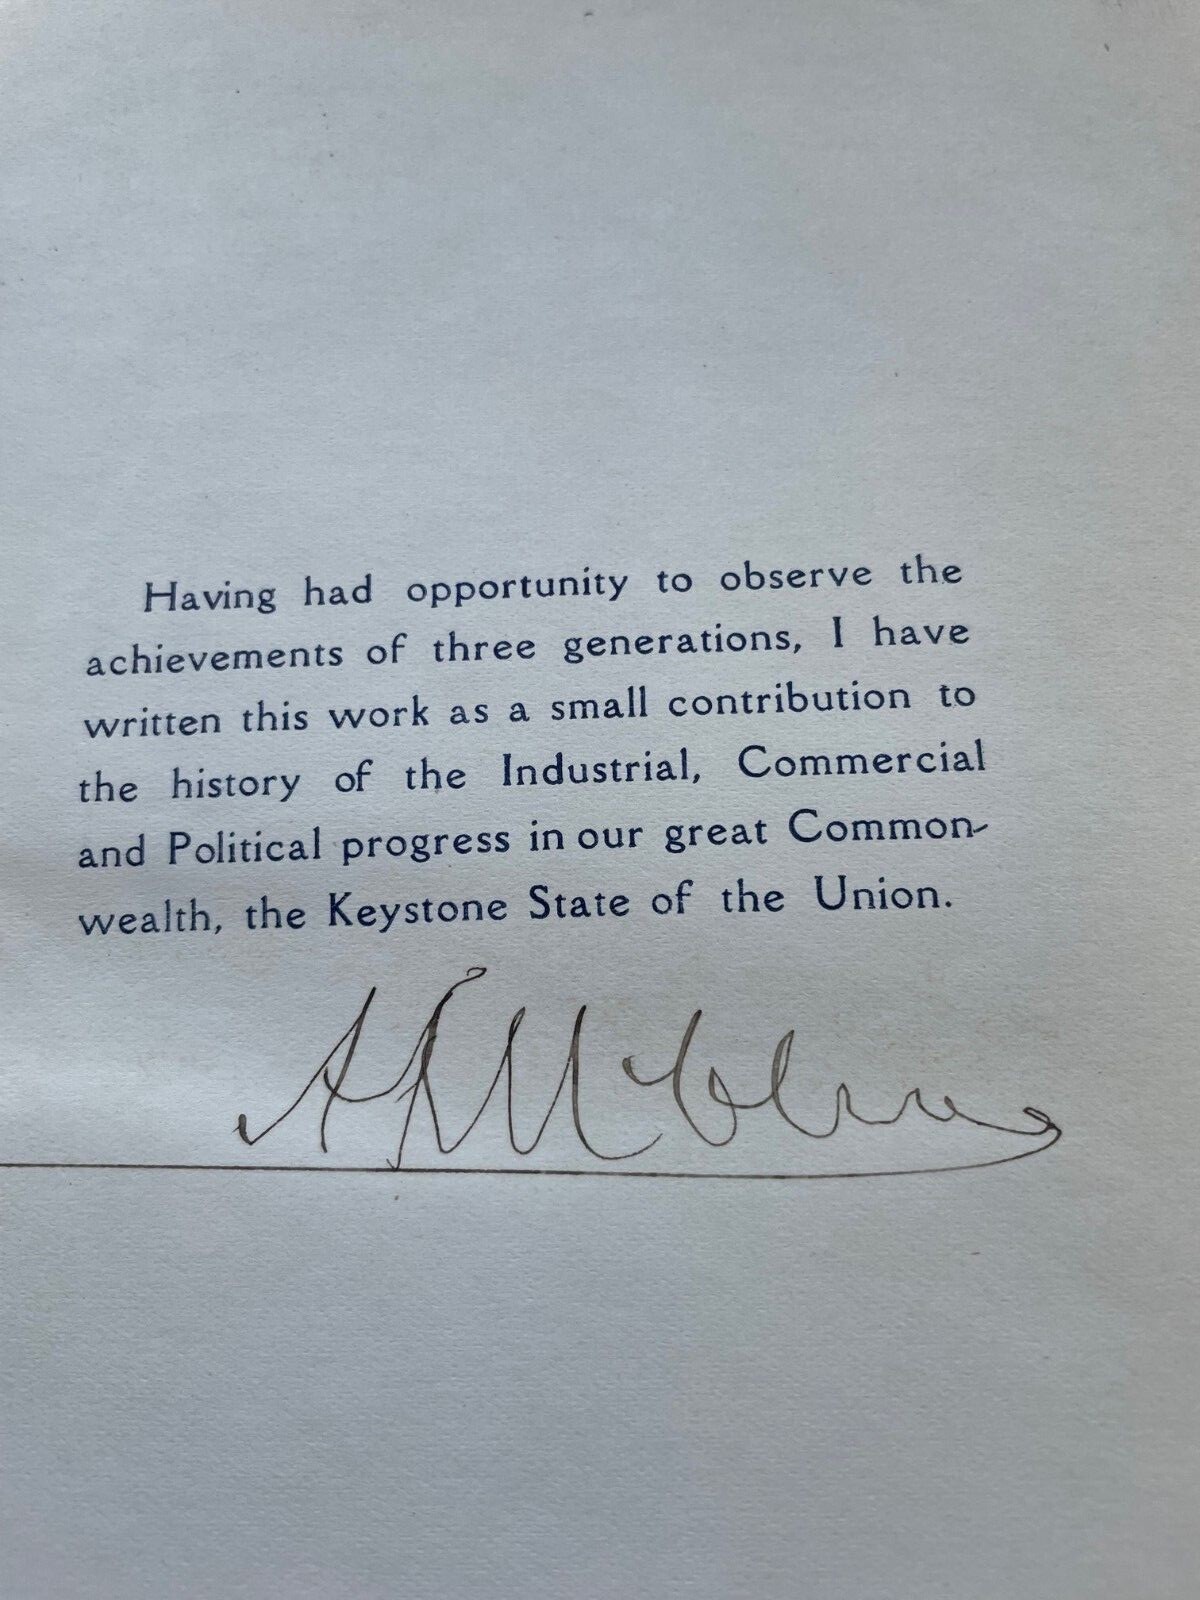 Having had opportunity to observe the
achievements of three generations, I have
written this work as a small contribution to
the history of the Industrial, Commercial
and Political progress in our great Common-
wealth, the Keystone State of the Union.
A K McClure